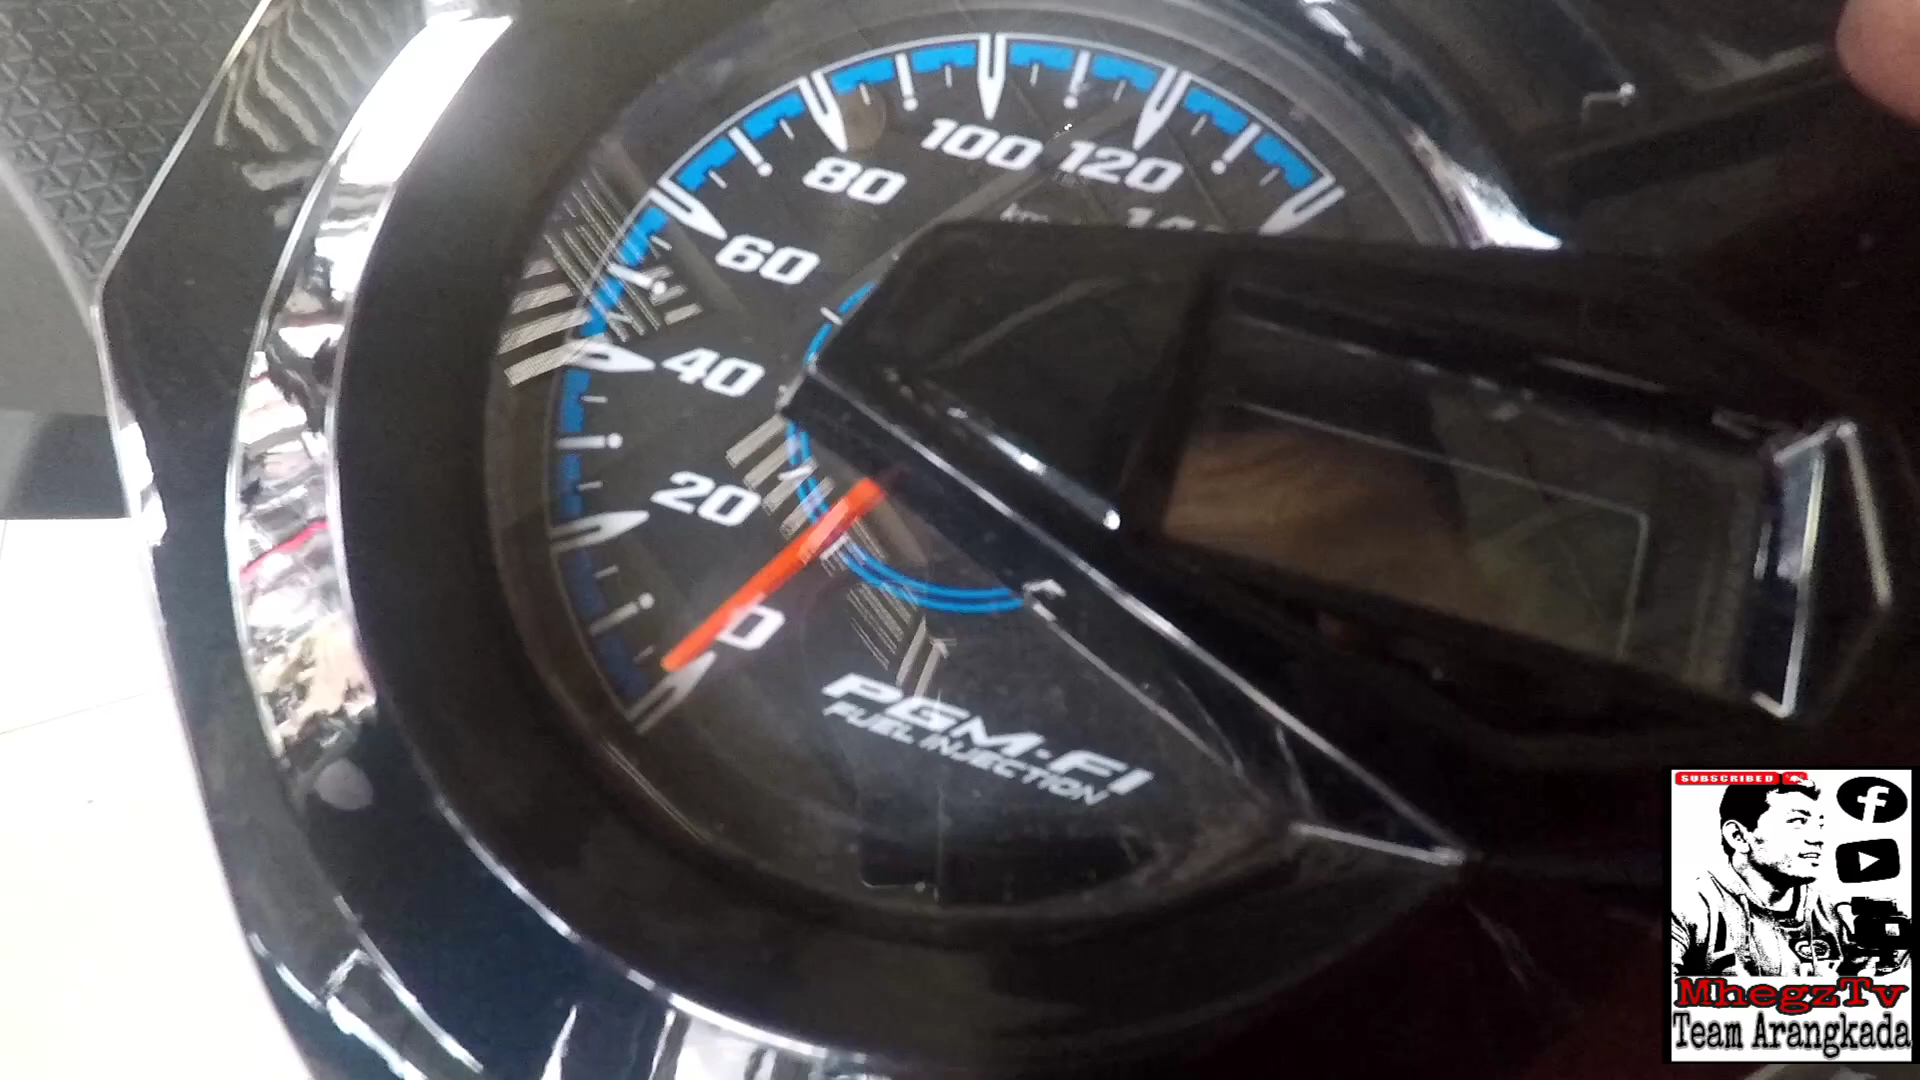 100 120
80
60
40
20
0
PGM-FI
FUEL INJECTION
SUBSCRIBED
f
MhegzTv
Team Arangkada